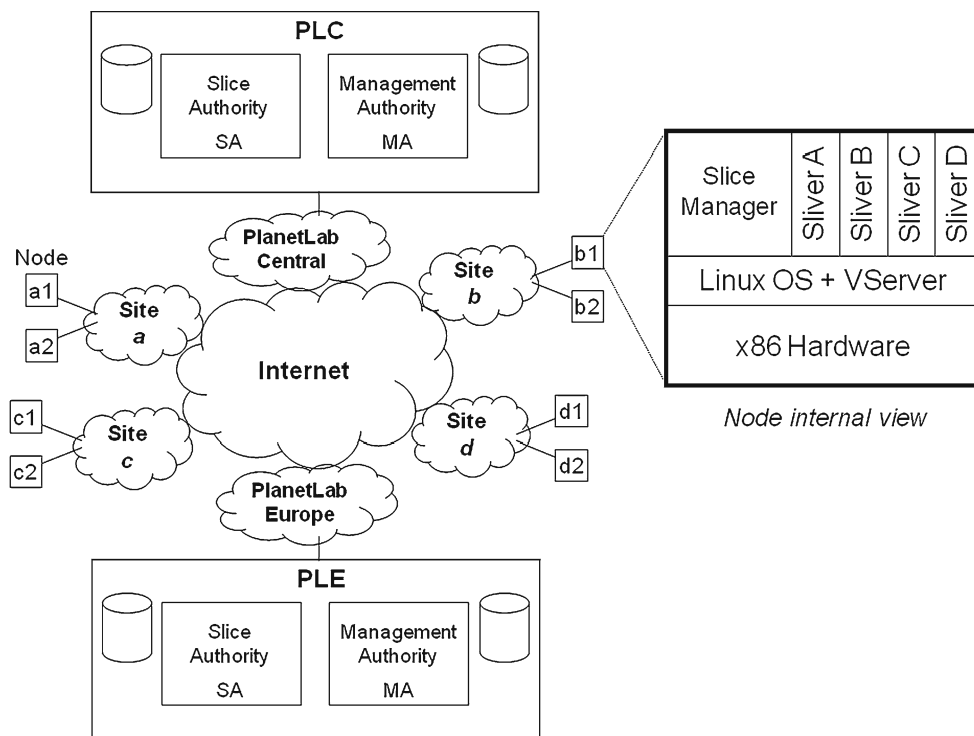 PLC
Slice
Authority
SA
Management
Authority
MA
PlanetLab
Central
Node
a1
a2
Site
a
Site
b
b1
b2
Internet
c1
c2
Site
c
Site
d
d1
d2
PlanetLab
Europe
PLE
Slice
Authority
SA
Management
Authority
MA
Slice
Manager
Sliver A
Sliver B
Sliver C
Sliver D
Linux OS + VServer
x86 Hardware
Node internal view